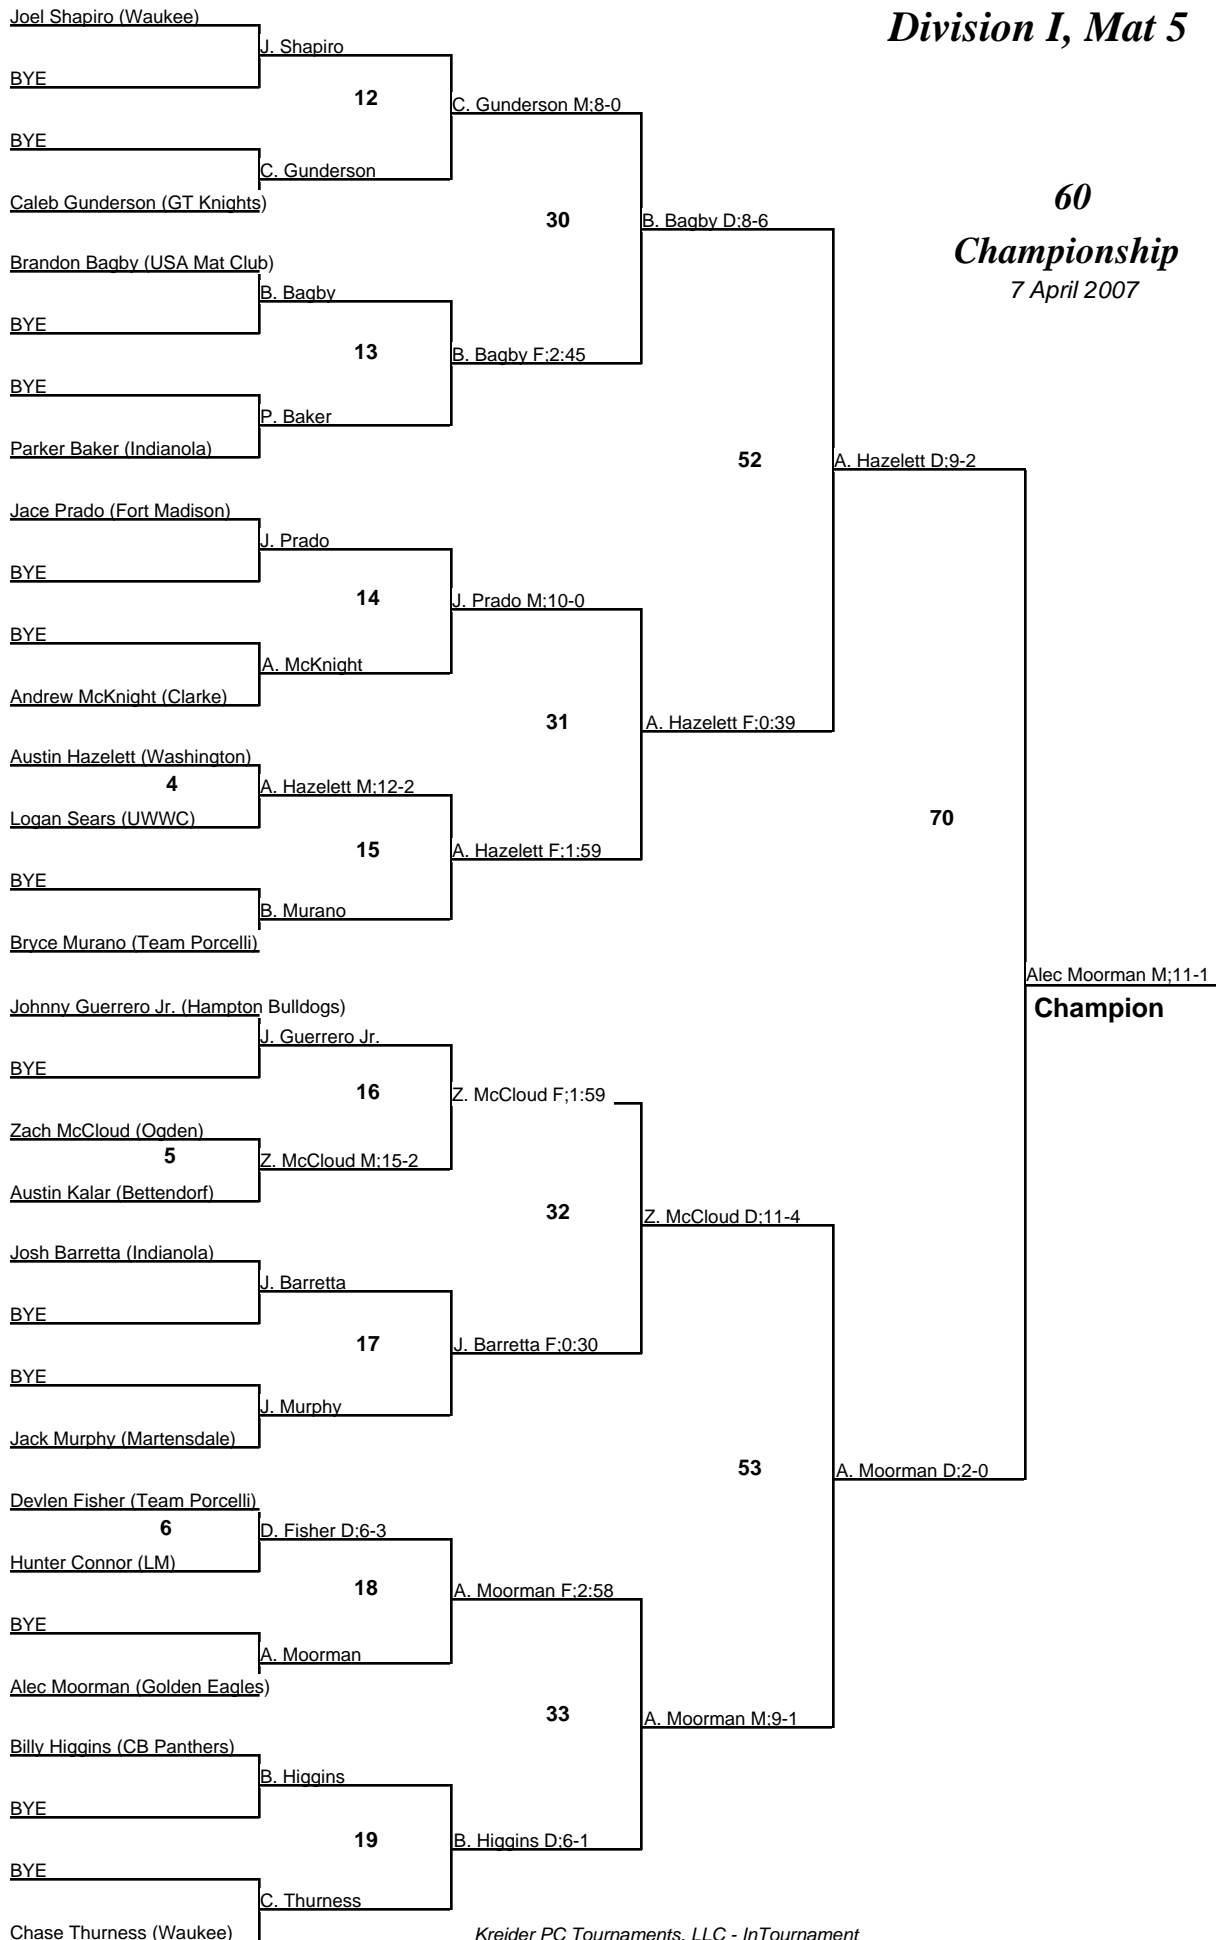 Division I, Mat 5
60
Championship
7 April 2007
Joel Shapiro (Waukee)
J. Shapiro
BYE
12
C. Gunderson M;8-0
BYE
C. Gunderson
Caleb Gunderson (GT Knights)
30
B. Bagby D;8-6
Brandon Bagby (USA Mat Club)
B. Bagby
BYE
13
B. Bagby F;2:45
BYE
P. Baker
Parker Baker (Indianola)
52
A. Hazelett D;9-2
Jace Prado (Fort Madison)
J. Prado
BYE
14
J. Prado M;10-0
BYE
A. McKnight
Andrew McKnight (Clarke)
31
A. Hazelett F;0:39
Austin Hazelett (Washington)
4
A. Hazelett M;12-2
Logan Sears (UWWC)
70
15
A. Hazelett F;1:59
BYE
B. Murano
Bryce Murano (Team Porcelli)
Alec Moorman M;11-1
Champion
Johnny Guerrero Jr. (Hampton Bulldogs)
J. Guerrero Jr.
BYE
16
Z. McCloud F;1:59
Zach McCloud (Ogden)
5
Z. McCloud M;15-2
Austin Kalar (Bettendorf)
32
Z. McCloud D;11-4
Josh Barretta (Indianola)
J. Barretta
BYE
17
J. Barretta F;0:30
BYE
J. Murphy
Jack Murphy (Martensdale)
53
A. Moorman D;2-0
Devlen Fisher (Team Porcelli)
6
D. Fisher D;6-3
Hunter Connor (LM)
18
A. Moorman F;2:58
BYE
A. Moorman
Alec Moorman (Golden Eagles)
33
A. Moorman M;9-1
Billy Higgins (CB Panthers)
B. Higgins
BYE
19
B. Higgins D;6-1
BYE
C. Thurness
Chase Thurness (Waukee)
Kreider PC Tournaments, LLC - InTournament